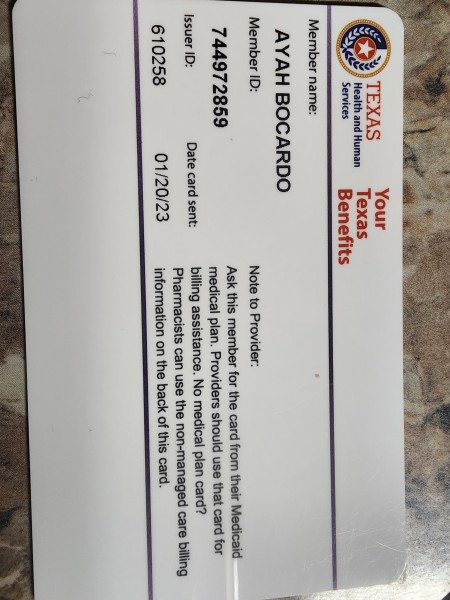 TEXAS
Health and Human
Services
Your
Texas
Benefits
Member name:
AYAH BOCARDO
Member ID:
744972859
Issuer ID:
610258
Date card sent:
01/20/23
Note to Provider:
Ask this member for the card from their Medicaid
medical plan. Providers should use that card for
billing assistance. No medical plan card?
Pharmacists can use the non-managed care billing
information on the back of this card.